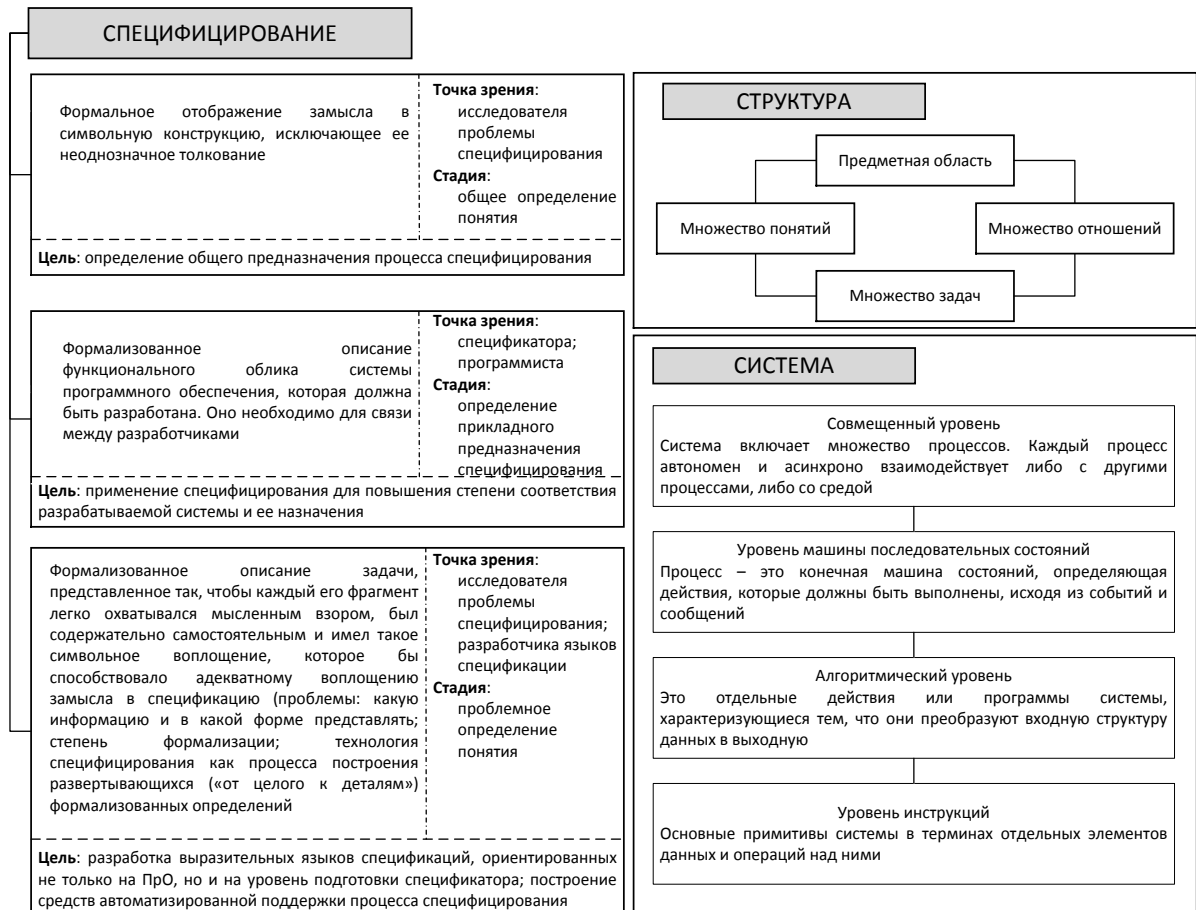 СПЕЦИФИЦИРОВАНИЕ
Формальное отображение замысла в
символьную конструкцию, исключающее ее
неоднозначное толкование
Точка зрения:
исследователя
проблемы
специфицирования
Стадия:
общее определение
понятия
Цель: определение общего предназначения процесса специфицирования
Формализованное описание
функционального облика системы
программного обеспечения, которая должна
быть разработана. Оно необходимо для связи
между разработчиками
Точка зрения:
спецификатора;
программиста
Стадия:
определение
прикладного
предназначения
специфицирования
Цель: применение специфицирования для повышения степени соответствия
разрабатываемой системы и ее назначения
Формализованное описание задачи,
представленное так, чтобы каждый его фрагмент
легко охватывался мысленным взором, был
содержательно самостоятельным и имел такое
символьное воплощение, которое бы
способствовало адекватному воплощению
замысла в спецификацию (проблемы: какую
информацию и в какой форме представлять;
степень формализации; технология
специфицирования как процесса построения
развертывающихся («от целого к деталям»)
формализованных определений
Точка зрения:
исследователя
проблемы
специфицирования;
разработчика языков
спецификации
Стадия:
проблемное
определение
понятия
Цель: разработка выразительных языков спецификаций, ориентированных
не только на ПрО, но и на уровень подготовки спецификатора; построение
средств автоматизированной поддержки процесса специфицирования
СТРУКТУРА
Предметная область
Множество понятий
Множество отношений
Множество задач
СИСТЕМА
Совмещенный уровень
Система включает множество процессов. Каждый процесс
автономен и асинхроно взаимодействует либо с другими
процессами, либо со средой
Уровень машины последовательных состояний
Процесс – это конечная машина состояний, определяющая
действия, которые должны быть выполнены, исходя из событий и
сообщений
Алгоритмический уровень
Это отдельные действия или программы системы,
характеризующиеся тем, что они преобразуют входную структуру
данных в выходную
Уровень инструкций
Основные примитивы системы в терминах отдельных элементов
данных и операций над ними